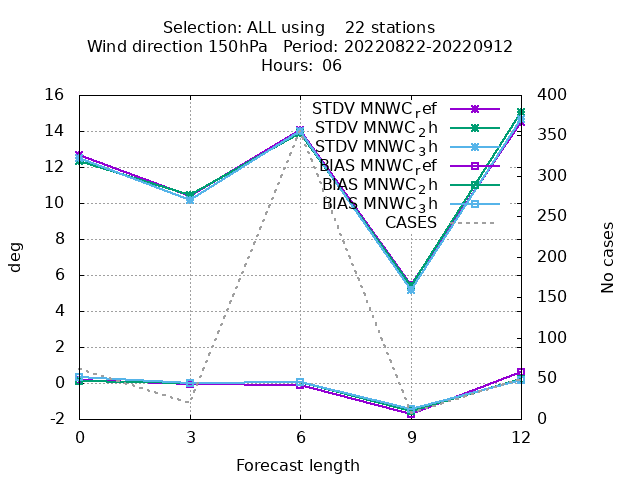 Selection: ALL using 22 stations
Wind direction 150hPa Period: 20220822-20220912
Hours: 06
16
14
12
10
8
6
4
2
0
-2
400
350
300
250
200
150
100
50
0
STDV MNWC_ref
STDV MNWC_2h
STDV MNWC_3h
BIAS MNWC_ref
BIAS MNWC_2h
BIAS MNWC_3h
CASES
deg
No cases
0 3 6 9 12
Forecast length